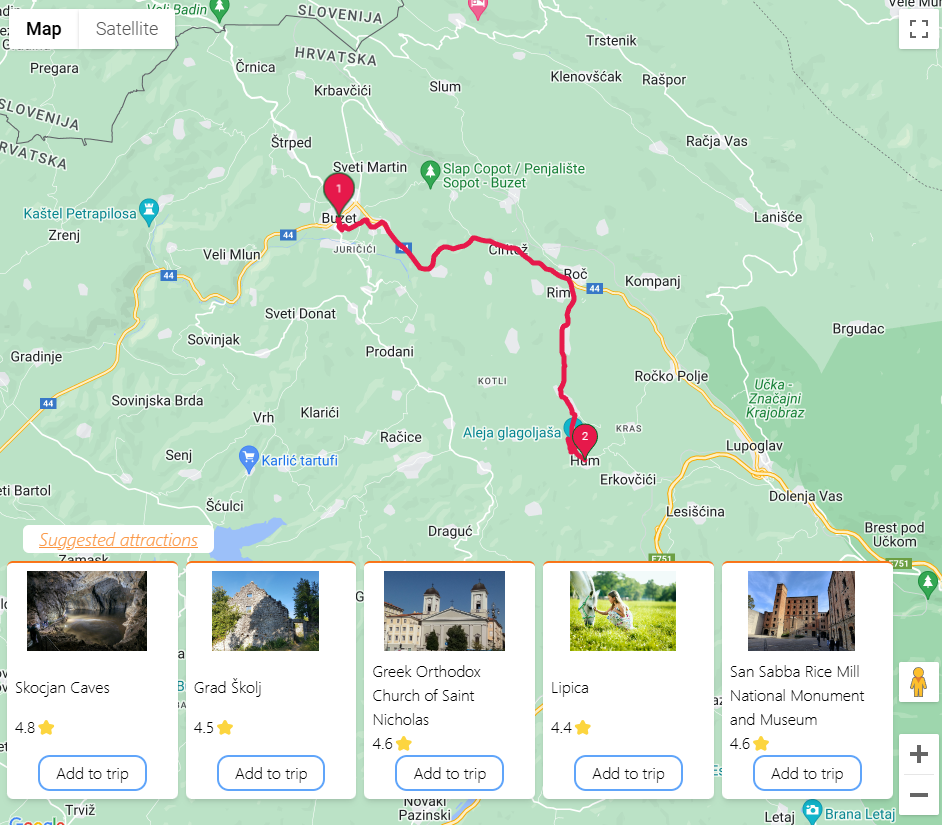 Veli Badin
SLOVENIJA
Map
Satellite
Trstenik
HRVATSKA
Pregara
Črnica
Klenovšćak
Rašpor
Krbavčići
Slum
SLOVENIJA
HRVATSKA
Štrped
Račja Vas
Sveti Martin
Slap Copot / Penjalište
Sopot - Buzet
1
Kaštel Petrapilosa
Buzet
Lanišće
Zrenj
44
JURIČIĆI
44
Veli Mlun
Cirkož
44
Roč
Kompanj
Rim
44
Sveti Donat
Brgudac
Sovinjak
Prodani
Gradinje
KOTLI
Ročko Polje
Učka -
Značajni
Krajobraz
44
Sovinjska Brda
Klarići
Vrh
Aleja glagoljaša
2
KRAS
Račice
Lupoglav
Senj
Karlić tartufi
Hum
Erkovčići
eti Bartol
Dolenja Vas
Šćulci
Lesišćina
Draguć
Brest pod
Učkom
Suggested attractions
Zamask
E751
E751
Skocjan Caves
4.8
Add to trip
Grad Školj
4.5
Add to trip
Greek Orthodox
Church of Saint
Nicholas
4.6
Add to trip
Lipica
4.4
Add to trip
San Sabba Rice Mill
National Monument
and Museum
4.6
Add to trip
Trviž
Novaki
Pazinski
Letaj
Brana Letaj
Google